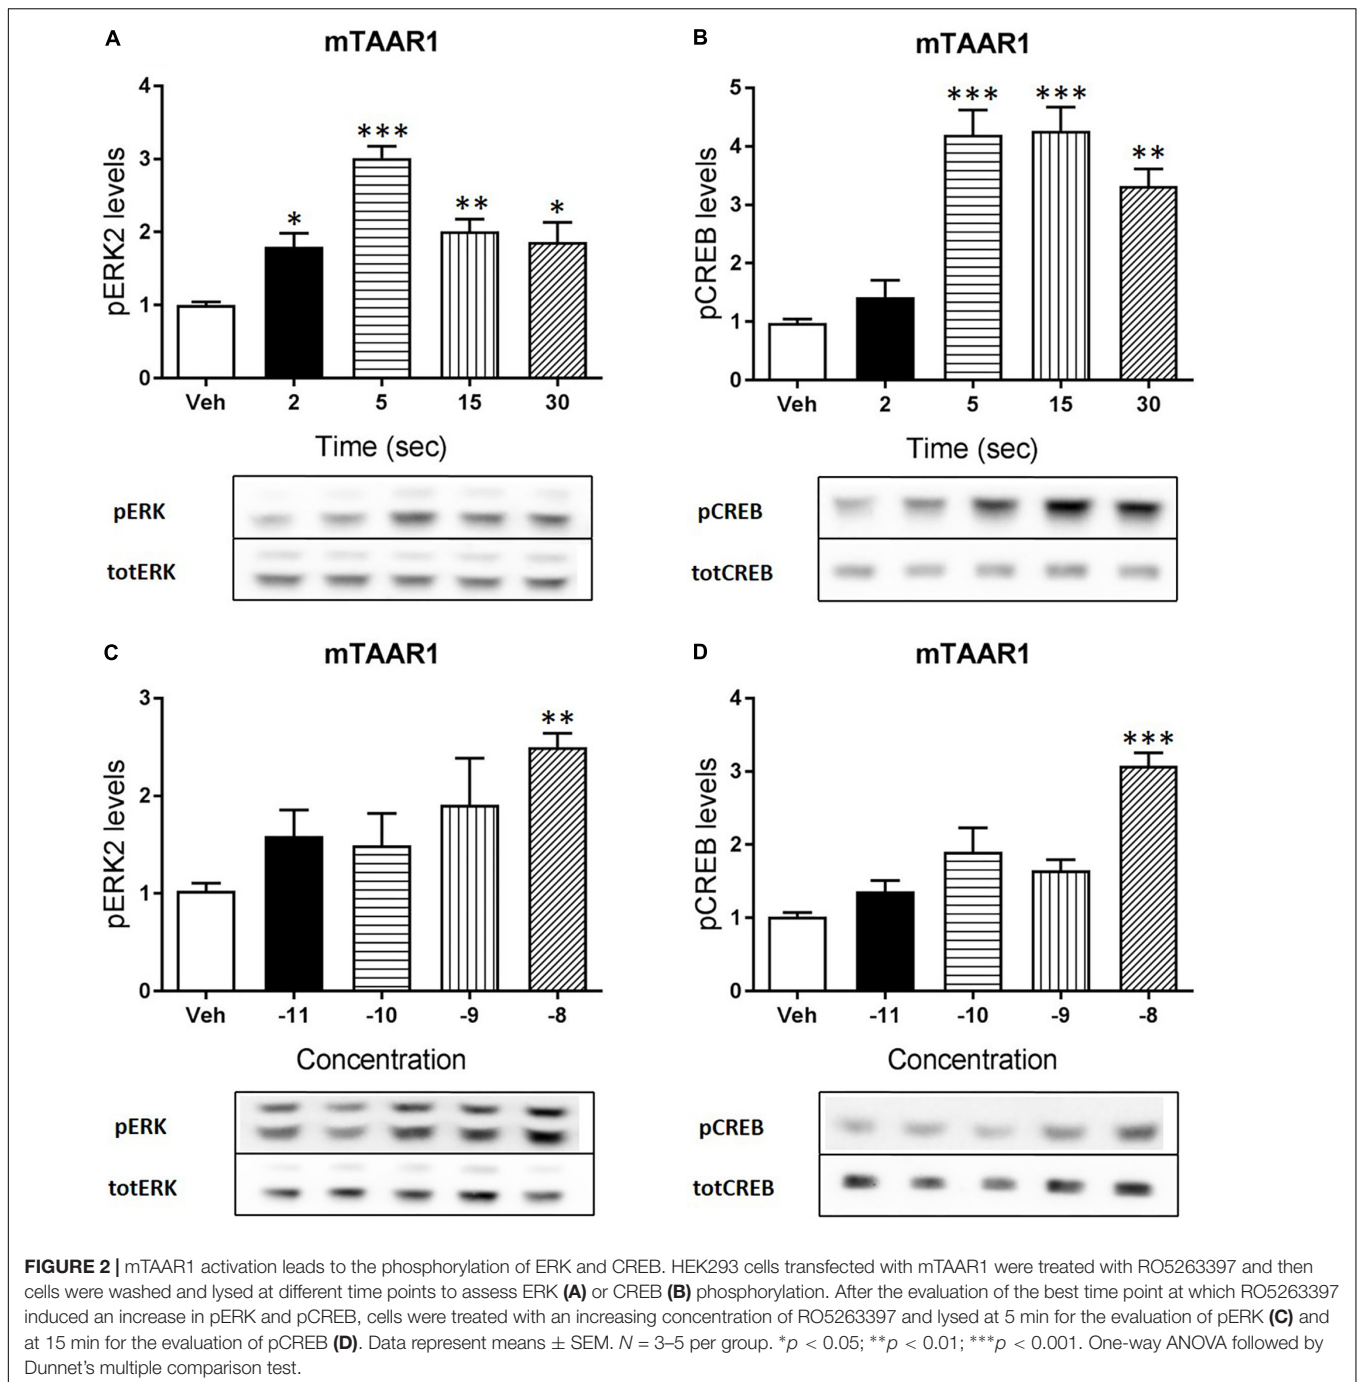 A
mTAAR1
pERK2 levels
4
3
2
1
0
*
***
**
*
Veh 2 5 15 30
Time (sec)
pERK
totERK
B
mTAAR1
pCREB levels
5
4
3
2
1
0
***
***
**
Veh 2 5 15 30
Time (sec)
pCREB
totCREB
C
mTAAR1
pERK2 levels
3
2
1
0
**
Veh -11 -10 -9 -8
Concentration
pERK
totERK
D
mTAAR1
pCREB levels
4
3
2
1
0
***
Veh -11 -10 -9 -8
Concentration
pCREB
totCREB
FIGURE 2 | mTAAR1 activation leads to the phosphorylation of ERK and CREB. HEK293 cells transfected with mTAAR1 were treated with RO5263397 and then
cells were washed and lysed at different time points to assess ERK (A) or CREB (B) phosphorylation. After the evaluation of the best time point at which RO5263397
induced an increase in pERK and pCREB, cells were treated with an increasing concentration of RO5263397 and lysed at 5 min for the evaluation of pERK (C) and
at 15 min for the evaluation of pCREB (D). Data represent means ± SEM. N = 3–5 per group. *p < 0.05; **p < 0.01; ***p < 0.001. One-way ANOVA followed by
Dunnet's multiple comparison test.